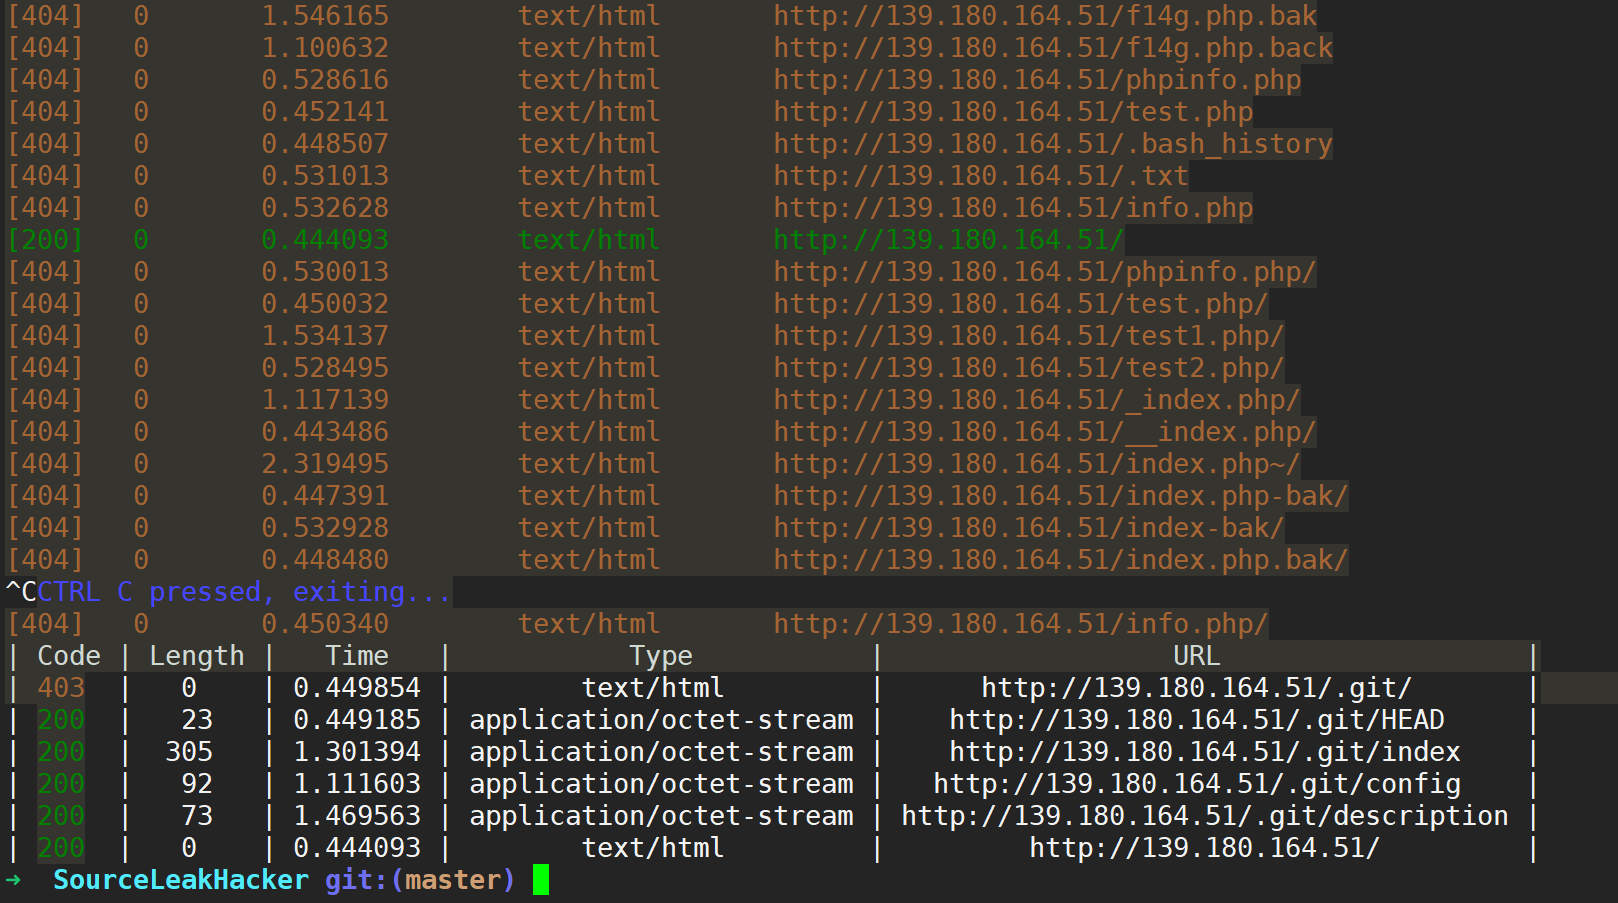 [404] 0 1.546165 text/html http://139.180.164.51/f14g.php.bak
[404] 0 1.100632 text/html http://139.180.164.51/f14g.php.back
[404] 0 0.528616 text/html http://139.180.164.51/phpinfo.php
[404] 0 0.452141 text/html http://139.180.164.51/test.php
[404] 0 0.448507 text/html http://139.180.164.51/.bash_history
[404] 0 0.531013 text/html http://139.180.164.51/.txt
[404] 0 0.532628 text/html http://139.180.164.51/info.php
[200] 0 0.444093 text/html http://139.180.164.51/
[404] 0 0.530013 text/html http://139.180.164.51/phpinfo.php/
[404] 0 0.450032 text/html http://139.180.164.51/test.php/
[404] 0 1.534137 text/html http://139.180.164.51/test1.php/
[404] 0 0.528495 text/html http://139.180.164.51/test2.php/
[404] 0 1.117139 text/html http://139.180.164.51/_index.php/
[404] 0 0.443486 text/html http://139.180.164.51/__index.php/
[404] 0 2.319495 text/html http://139.180.164.51/index.php~/
[404] 0 0.447391 text/html http://139.180.164.51/index.php-bak/
[404] 0 0.532928 text/html http://139.180.164.51/index-bak/
[404] 0 0.448480 text/html http://139.180.164.51/index.php.bak/
^CCTRL C pressed, exiting...
[404] 0 0.450340 text/html http://139.180.164.51/info.php/
| Code | Length | Time | Type | URL |
| 403 | 0 | 0.449854 | text/html | http://139.180.164.51/.git/ |
| 200 | 23 | 0.449185 | application/octet-stream | http://139.180.164.51/.git/HEAD |
| 200 | 305 | 1.301394 | application/octet-stream | http://139.180.164.51/.git/index |
| 200 | 92 | 1.111603 | application/octet-stream | http://139.180.164.51/.git/config |
| 200 | 73 | 1.469563 | application/octet-stream | http://139.180.164.51/.git/description |
| 200 | 0 | 0.444093 | text/html | http://139.180.164.51/ |
➜ SourceLeakHacker git:(master)